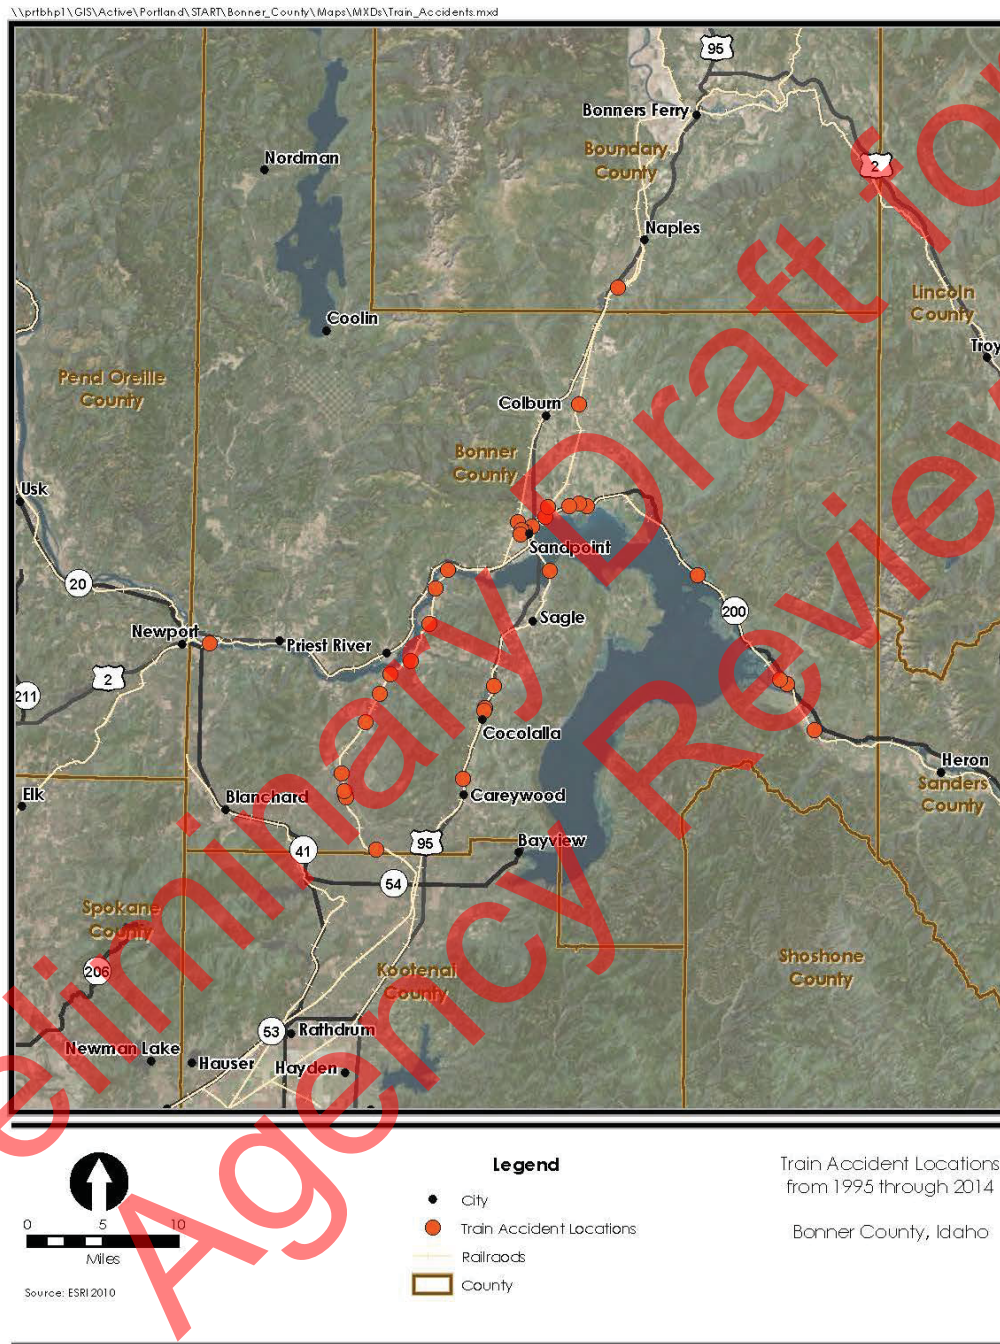 \\prtbhp1\GIS\Active\Portland\START\Bonner_County\Maps\MXDs\Train_Accidents.mxd
95
Bonners Ferry
Boundary
County
Nordman
2
Naples
Lincoln
County
Coolin
Troy
Pend Oreille
County
Colburn
Bonner
County
Usk
Sandpoint
20
200
Sagle
Newport
Priest River
2
211
Cocolalla
Heron
Sanders
County
Elk
Blanchard
Careywood
95
Bayview
41
54
Spokane
County
Shoshone
County
206
Kootenai
County
53
Rathdrum
Newman Lake
Hauser
Hayden
Preliminary Draft for
Agency Review
0 5 10
Miles
Source: ESRI 2010
Legend
City
Train Accident Locations
Railraods
County
Train Accident Locations
from 1995 through 2014
Bonner County, Idaho